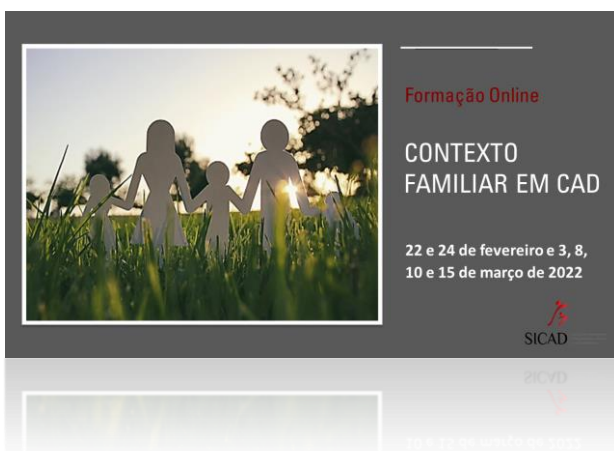 Formação Online
CONTEXTO
FAMILIAR EM CAD
22 e 24 de fevereiro e 3, 8,
10 e 15 de março de 2022
SICAD